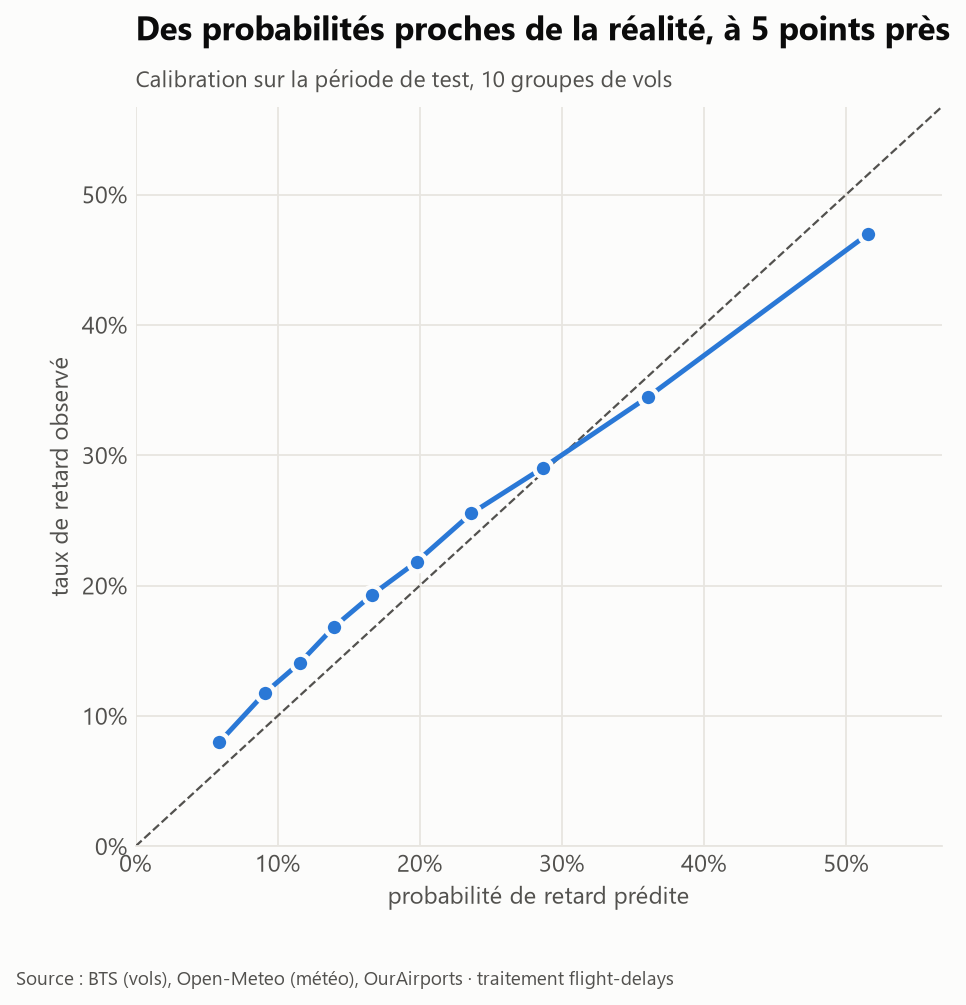 Des probabilités proches de la réalité, à 5 points près
Calibration sur la période de test, 10 groupes de vols
50%
40%
30%
20%
10%
0%
taux de retard observé
0%
10%
20%
30%
40%
50%
probabilité de retard prédite
Source : BTS (vols), Open-Meteo (météo), OurAirports · traitement flight-delays